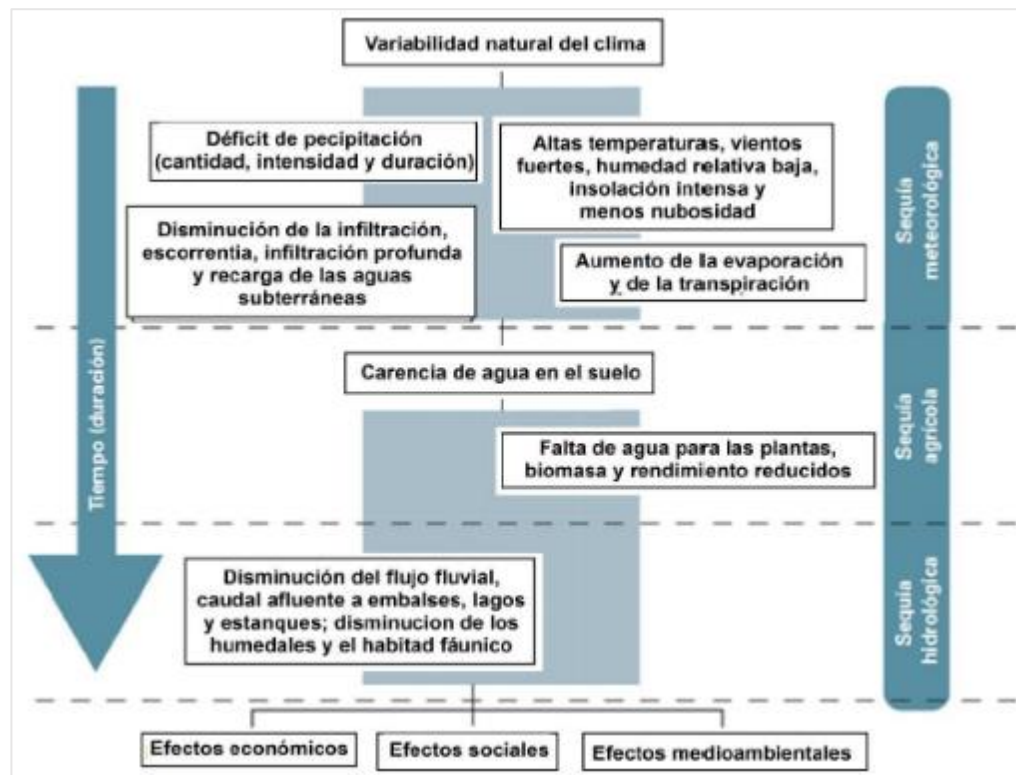 Variabilidad natural del clima
Déficit de pecipitación
(cantidad, intensidad y duración)
Altas temperaturas, vientos
fuertes, humedad relativa baja,
insolación intensa y
menos nubosidad
Disminución de la infiltración,
escorrentia, infiltración profunda
y recarga de las aguas
subterráneas
Aumento de la evaporación
y de la transpiración
Sequía
meteorológica
Tiempo (duración)
Carencia de agua en el suelo
Falta de agua para las plantas,
biomasa y rendimiento reducidos
Sequía
agrícola
Disminución del flujo fluvial,
caudal afluente a embalses, lagos
y estanques; disminucion de los
humedales y el habitad fáunico
Sequía
hidrológica
Efectos económicos
Efectos sociales
Efectos medioambientales